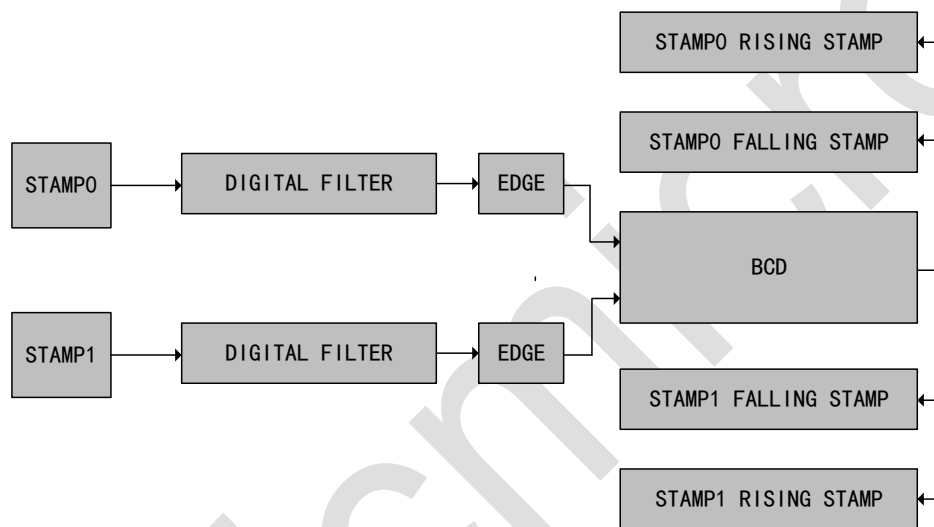 STAMP0 RISING STAMP
STAMP0 FALLING STAMP
STAMP0
DIGITAL FILTER
EDGE
BCD
STAMP1
DIGITAL FILTER
EDGE
STAMP1 FALLING STAMP
STAMP1 RISING STAMP